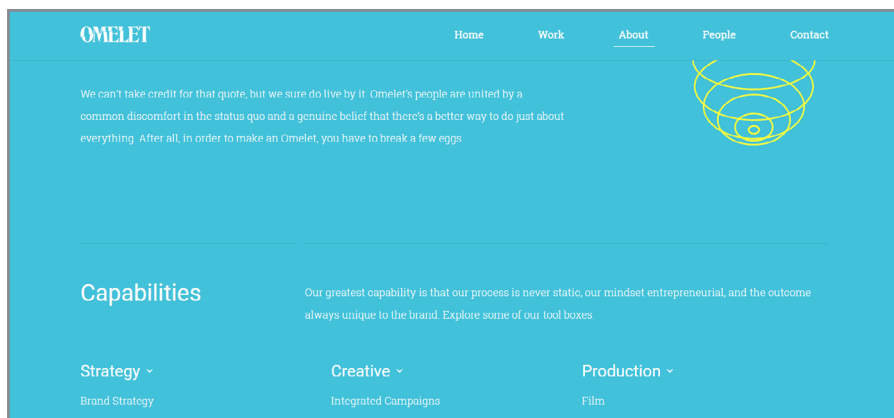 OMELET
Home Work About People Contact
We can't take credit for that quote, but we sure do live by it. Omelet's people are united by a
common discomfort in the status quo and a genuine belief that there's a better way to do just about
everything. After all, in order to make an Omelet, you have to break a few eggs.
Capabilities
Our greatest capability is that our process is never static, our mindset entrepreneurial, and the outcome
always unique to the brand. Explore some of our tool boxes.
Strategy Creative Production
Brand Strategy Integrated Campaigns Film